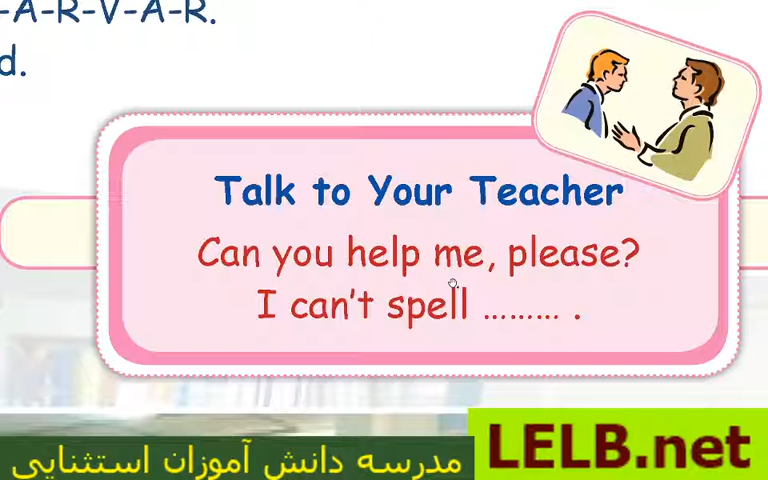 -A-R-V-A-R.
d.
Talk to Your Teacher
Can you help me, please?
I can't spell ......... .
مدرسه دانش آموزان استثنایی
LELB.net